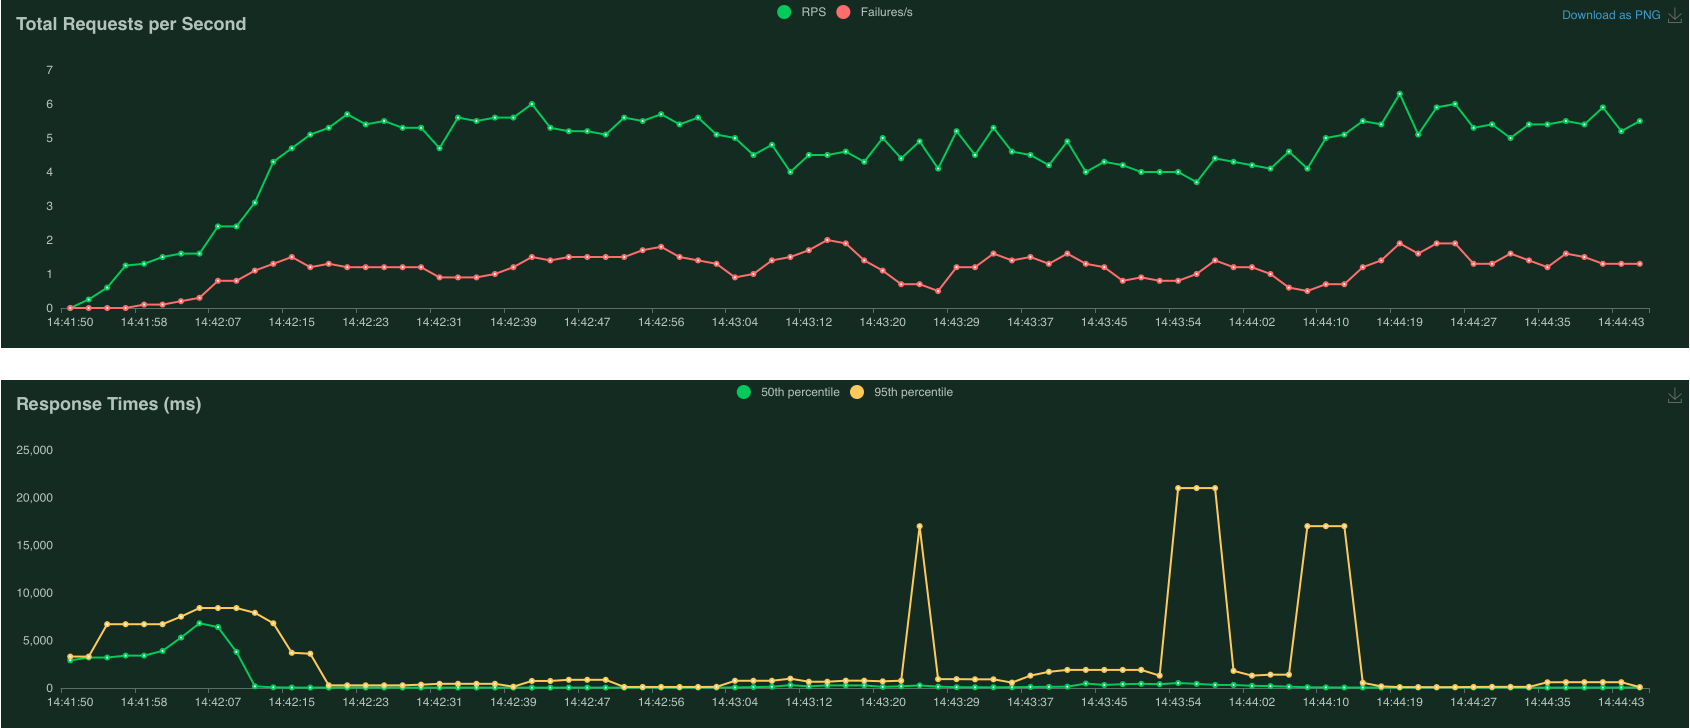 Total Requests per Second
RPS Failures/s
Download as PNG
7
6
5
4
3
2
1
0
14:41:50 14:41:58 14:42:07 14:42:15 14:42:23 14:42:31 14:42:39 14:42:47 14:42:56 14:43:04 14:43:12 14:43:20 14:43:29 14:43:37 14:43:45 14:43:54 14:44:02 14:44:10 14:44:19 14:44:27 14:44:35 14:44:43
Response Times (ms)
50th percentile 95th percentile
25,000
20,000
15,000
10,000
5,000
0
14:41:50 14:41:58 14:42:07 14:42:15 14:42:23 14:42:31 14:42:39 14:42:47 14:42:56 14:43:04 14:43:12 14:43:20 14:43:29 14:43:37 14:43:45 14:43:54 14:44:02 14:44:10 14:44:19 14:44:27 14:44:35 14:44:43